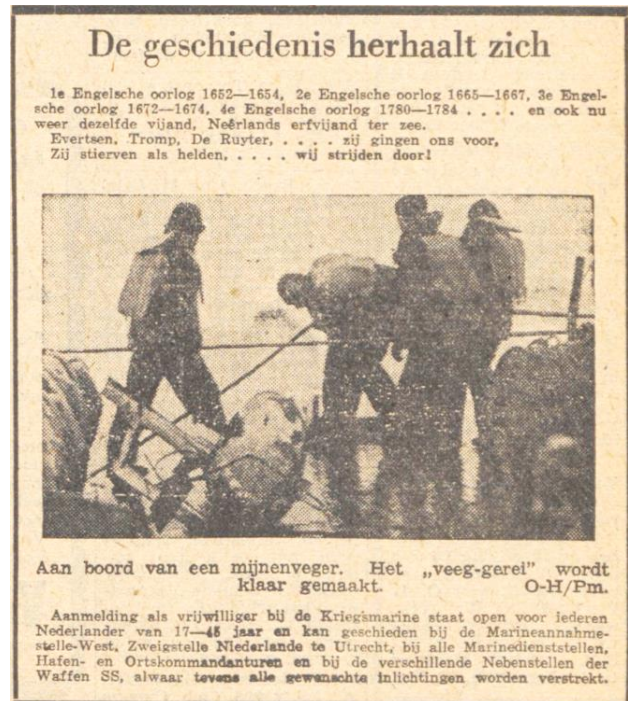 De geschiedenis herhaalt zich
1e Engelsche oorlog 1652—1654, 2e Engelsche oorlog 1665—1667, 3e Engel-
sche oorlog 1672—1674, 4e Engelsche oorlog 1780—1784 . . . . en ook nu
weer dezelfde vijand, Neêrlands erfvijand ter zee.
Evertsen, Tromp, De Ruyter, . . . . zij gingen ons voor,
Zij stierven als helden, . . . . wij strijden door!
Aan boord van een mijnenveger. Het „veeg-gerei” wordt
klaar gemaakt. O-H/Pm.
Aanmelding als vrijwilliger bij de Kriegsmarine staat open voor iederen
Nederlander van 17—45 jaar en kan geschieden bij de Marineannahme-
stelle-West, Zweigstelle Niederlande te Utrecht, bij alle Marinedienststellen,
Hafen- en Ortskommandanturen en bij de verschillende Nebenstellen der
Waffen SS, alwaar tevens alle gewenschte inlichtingen worden verstrekt.